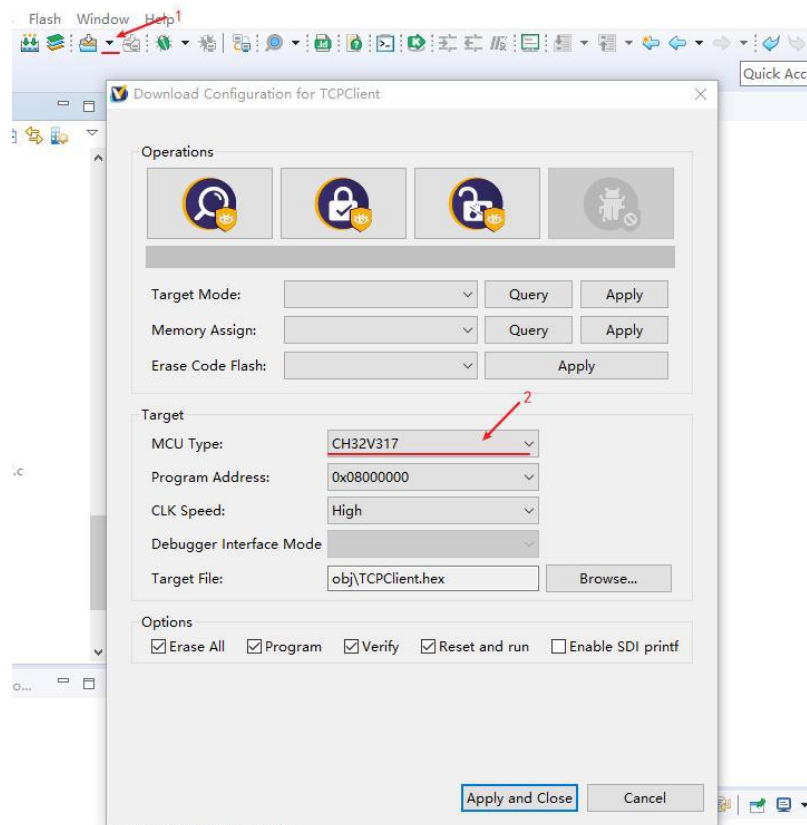 Flash Window Help 1
Quick Acc
Download Configuration for TCPClient
Operations
Target Mode: Query Apply
Memory Assign: Query Apply
Erase Code Flash: Apply
2
Target
MCU Type: CH32V317
.c
Program Address: 0x08000000
CLK Speed: High
Debugger Interface Mode
Target File: obj\TCPClient.hex Browse...
Options
Erase All Program Verify Reset and run Enable SDI printf
o...
Apply and Close Cancel